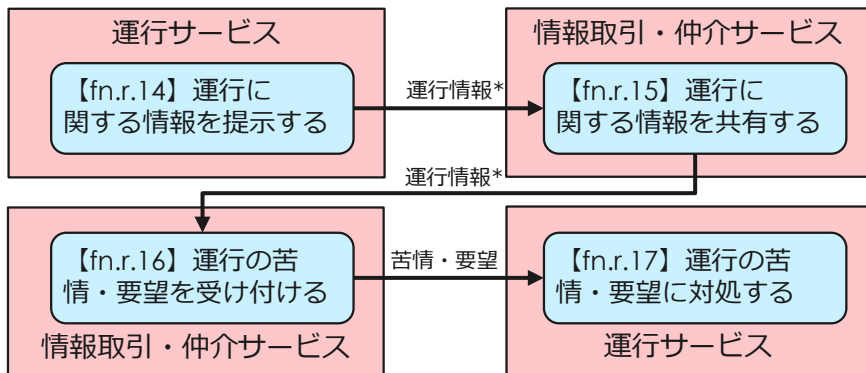 運行サービス
【fn.r.14】運行に
関する情報を提示する
運行情報*
情報取引・仲介サービス
【fn.r.15】運行に
関する情報を共有する
運行情報*
【fn.r.16】運行の苦
情・要望を受け付ける
情報取引・仲介サービス
苦情・要望
【fn.r.17】運行の苦
情・要望に対処する
運行サービス